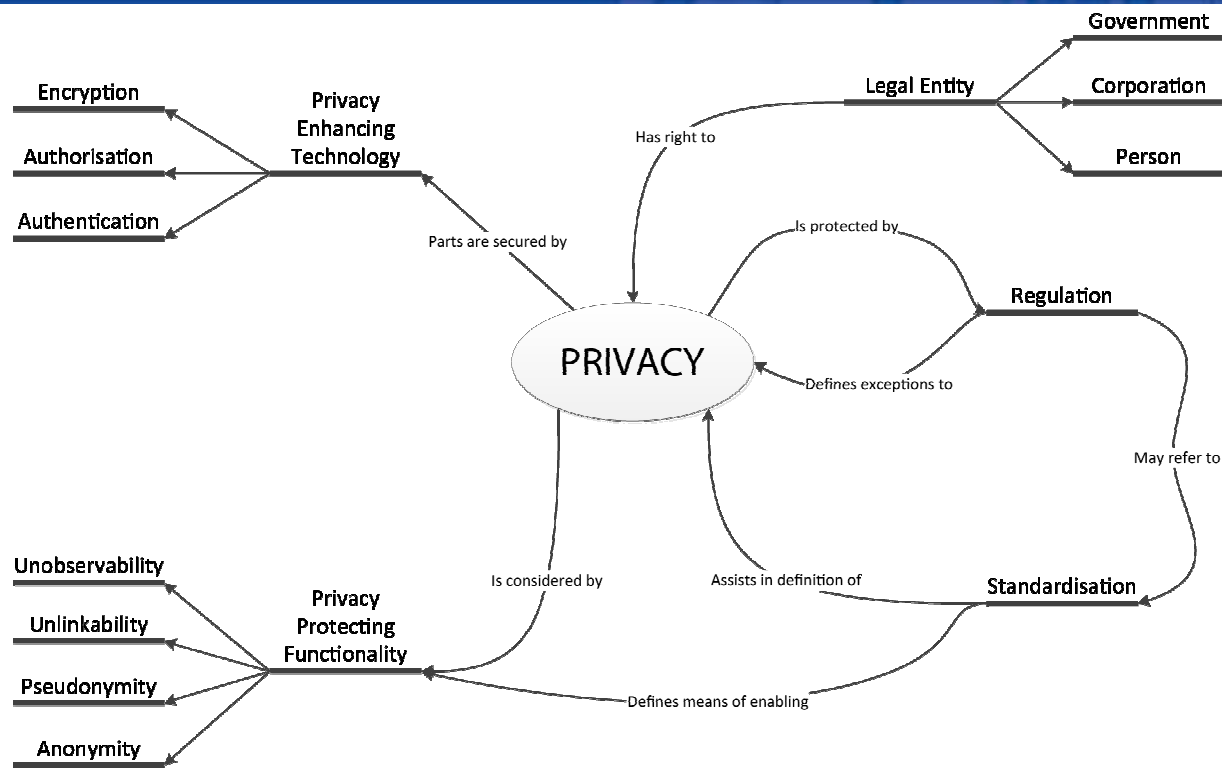 Government
Legal Entity
Corporation
Person
Has right to
Encryption
Authorisation
Authentication
Privacy
Enhancing
Technology
Parts are secured by
Is protected by
Regulation
PRIVACY
Defines exceptions to
May refer to
Unobservability
Unlinkability
Pseudonymity
Anonymity
Privacy
Protecting
Functionality
Is considered by
Assists in definition of
Standardisation
Defines means of enabling